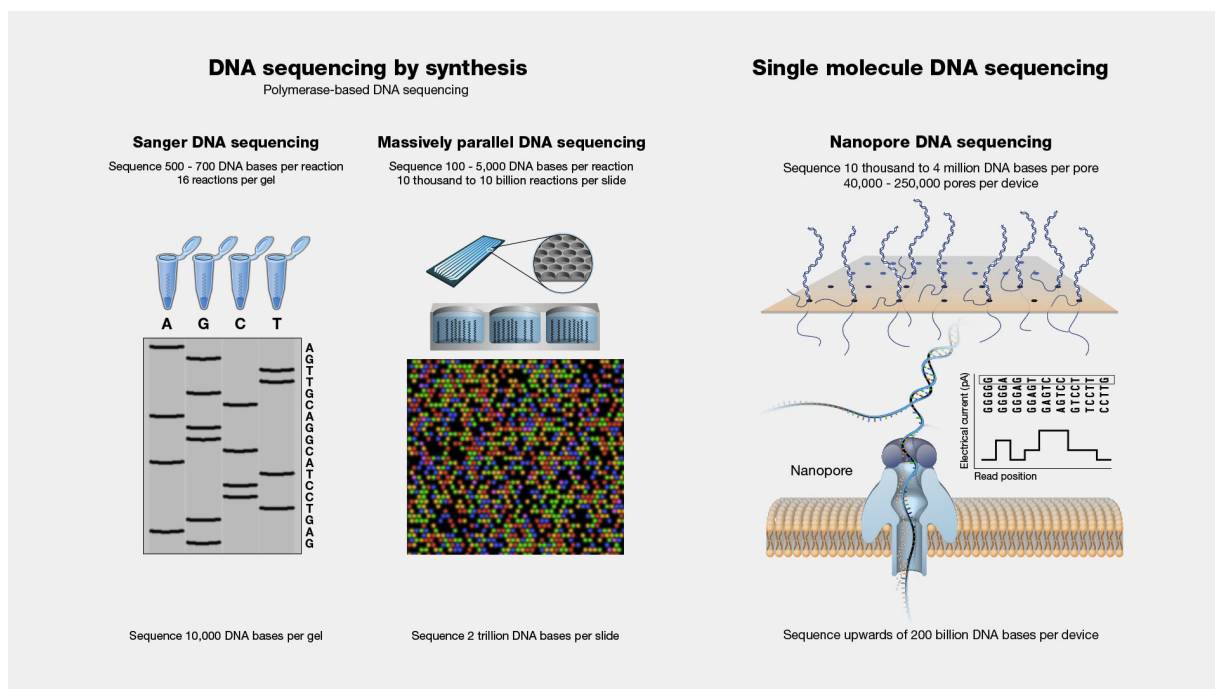 DNA sequencing by synthesis
Polymerase-based DNA sequencing
Sanger DNA sequencing
Sequence 500 - 700 DNA bases per reaction
16 reactions per gel
A G C T
A
G
T
T
G
C
A
G
G
C
A
T
C
C
T
G
A
G
Sequence 10,000 DNA bases per gel
Massively parallel DNA sequencing
Sequence 100 - 5,000 DNA bases per reaction
10 thousand to 10 billion reactions per slide
Sequence 2 trillion DNA bases per slide
Single molecule DNA sequencing
Nanopore DNA sequencing
Sequence 10 thousand to 4 million DNA bases per pore
40,000 - 250,000 pores per device
Electrical current (pA)
GGGGG
GGGGA
GGGAG
GGAGT
GAGTC
AGTCC
GTCCT
TCCTT
CCTTG
Read position
Nanopore
Sequence upwards of 200 billion DNA bases per device